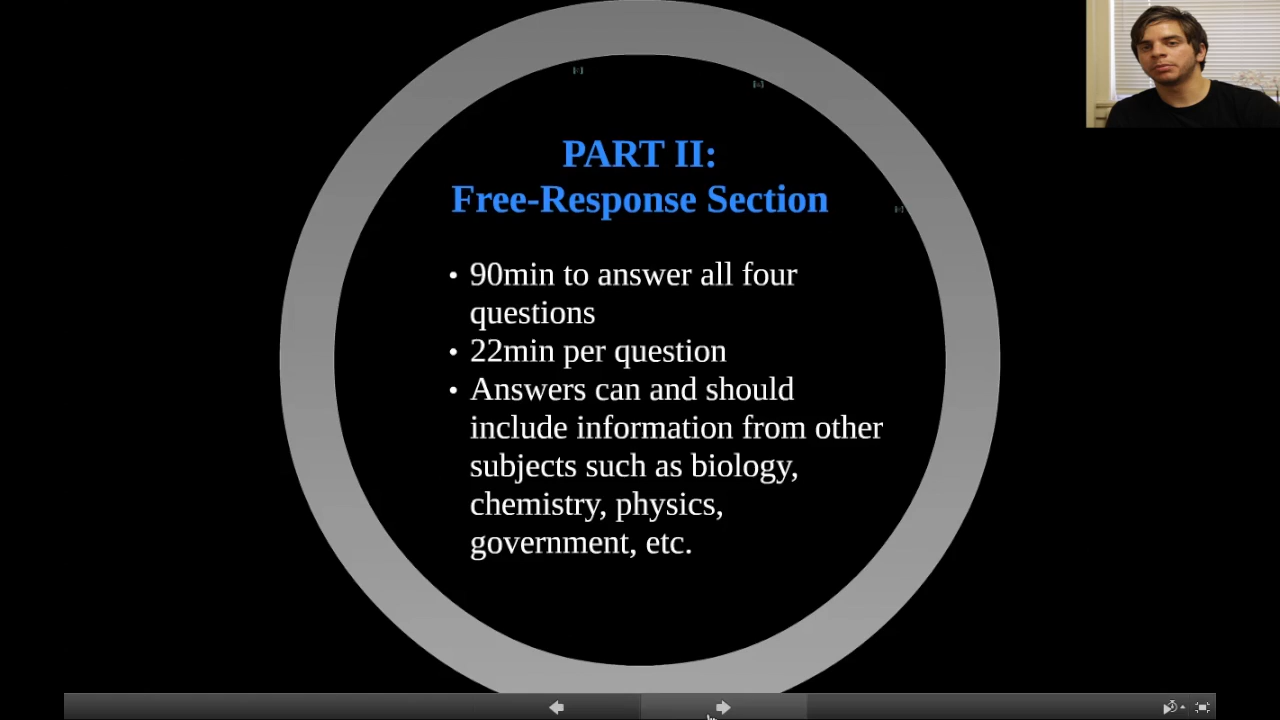 PART II:
Free-Response Section
• 90min to answer all four
questions
• 22min per question
• Answers can and should
include information from other
subjects such as biology,
chemistry, physics,
government, etc.